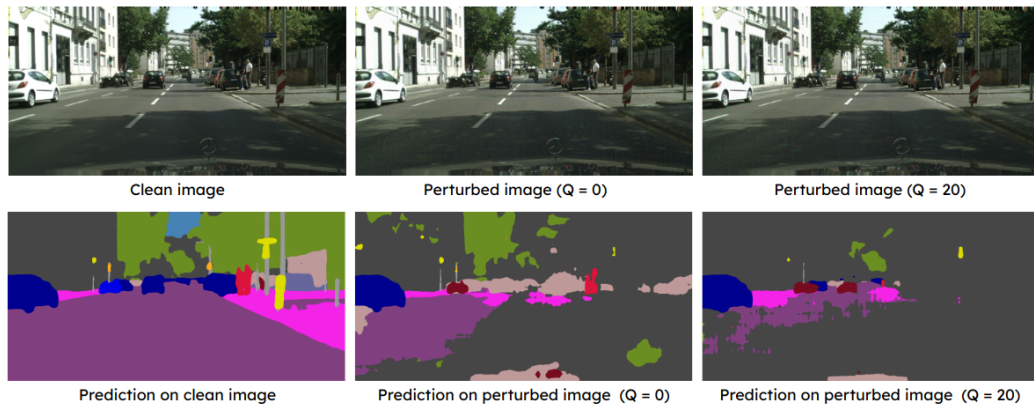 Clean image
Perturbed image (Q = 0)
Perturbed image (Q = 20)
Prediction on clean image
Prediction on perturbed image (Q = 0)
Prediction on perturbed image (Q = 20)